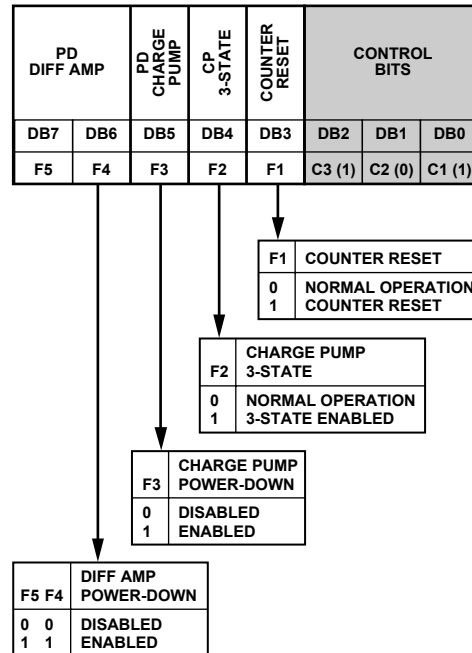 PD
DIFF AMP
PD
CHARGE
PUMP
CP
3-STATE
COUNTER
RESET
CONTROL
BITS
DB7 DB6 DB5 DB4 DB3 DB2 DB1 DB0
F5 F4 F3 F2 F1 C3 (1) C2 (0) C1 (1)
F1 COUNTER RESET
0 NORMAL OPERATION
1 COUNTER RESET
CHARGE PUMP
F2 3-STATE
0 NORMAL OPERATION
1 3-STATE ENABLED
CHARGE PUMP
F3 POWER-DOWN
0 DISABLED
1 ENABLED
DIFF AMP
F5 F4 POWER-DOWN
0 0 DISABLED
1 1 ENABLED